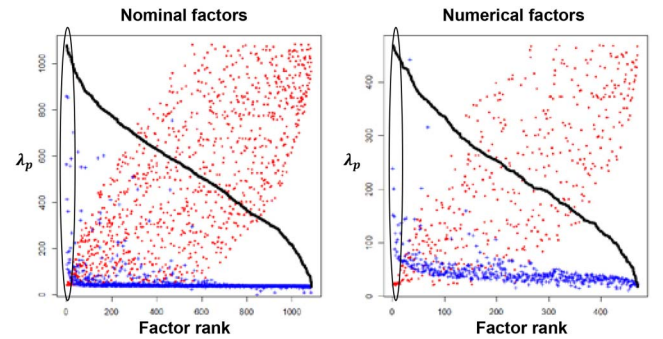 Nominal factors
Numerical factors
1000
800
600
400
200
0
λp
0 200 400 600 800 1000
Factor rank
400
300
200
100
0
λp
0 100 200 300 400
Factor rank